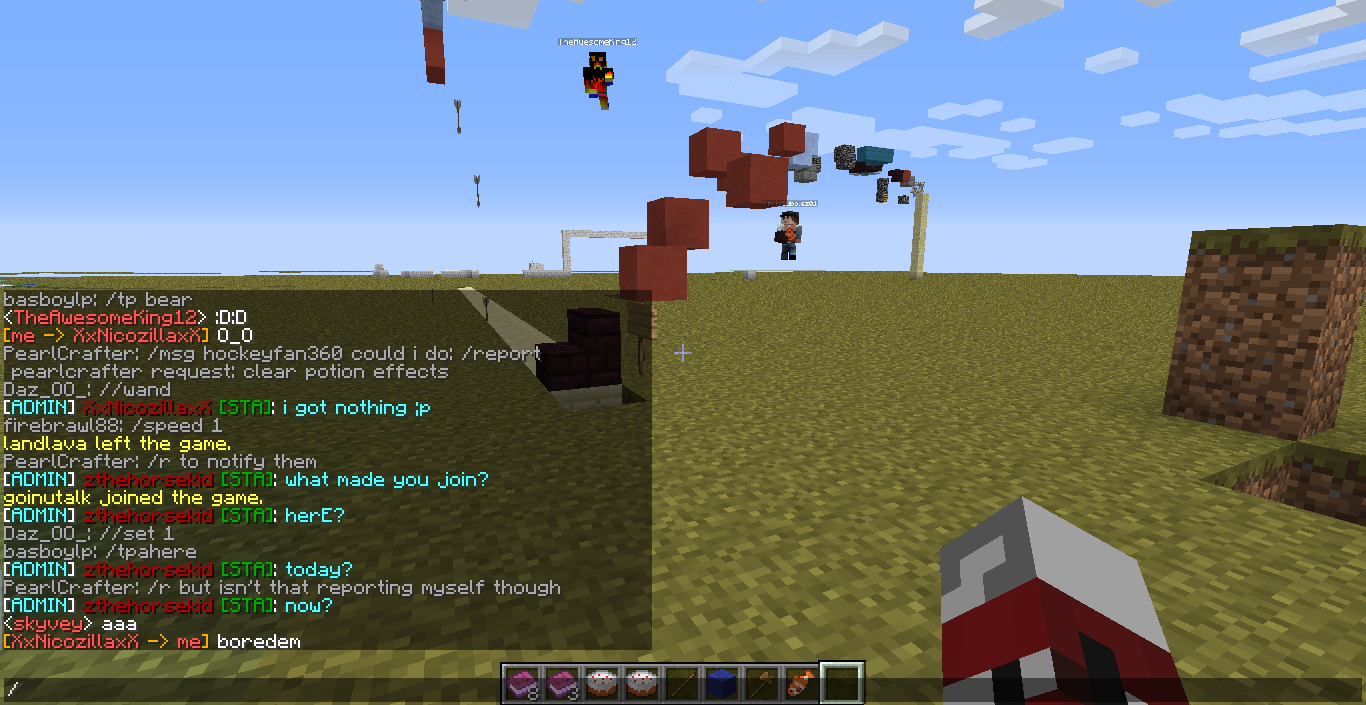 TheAwesomeKing12
basboylp: /tp bear
<TheAwesomeKing12> :D:D
[me -> XxNicozillaxX] O_O
PearlCrafter: /msg hockeyfan360 could i do: /report
pearlcrafter request: clear potion effects
Daz_00_: //wand
[ADMIN] XxNicozillaxX [STA]: i got nothing ;p
firebrawl88: /speed 1
landlava left the game.
PearlCrafter: /r to notify them
[ADMIN] zthehorsekid [STA]: what made you join?
goinutalk joined the game.
[ADMIN] zthehorsekid [STA]: herE?
Daz_00_: //set 1
basboylp: /tpahere
[ADMIN] zthehorsekid [STA]: today?
PearlCrafter: /r but isn't that reporting myself though
[ADMIN] zthehorsekid [STA]: now?
<skyvey> aaa
[XxNicozillaxX -> me] boredem
/
8
3